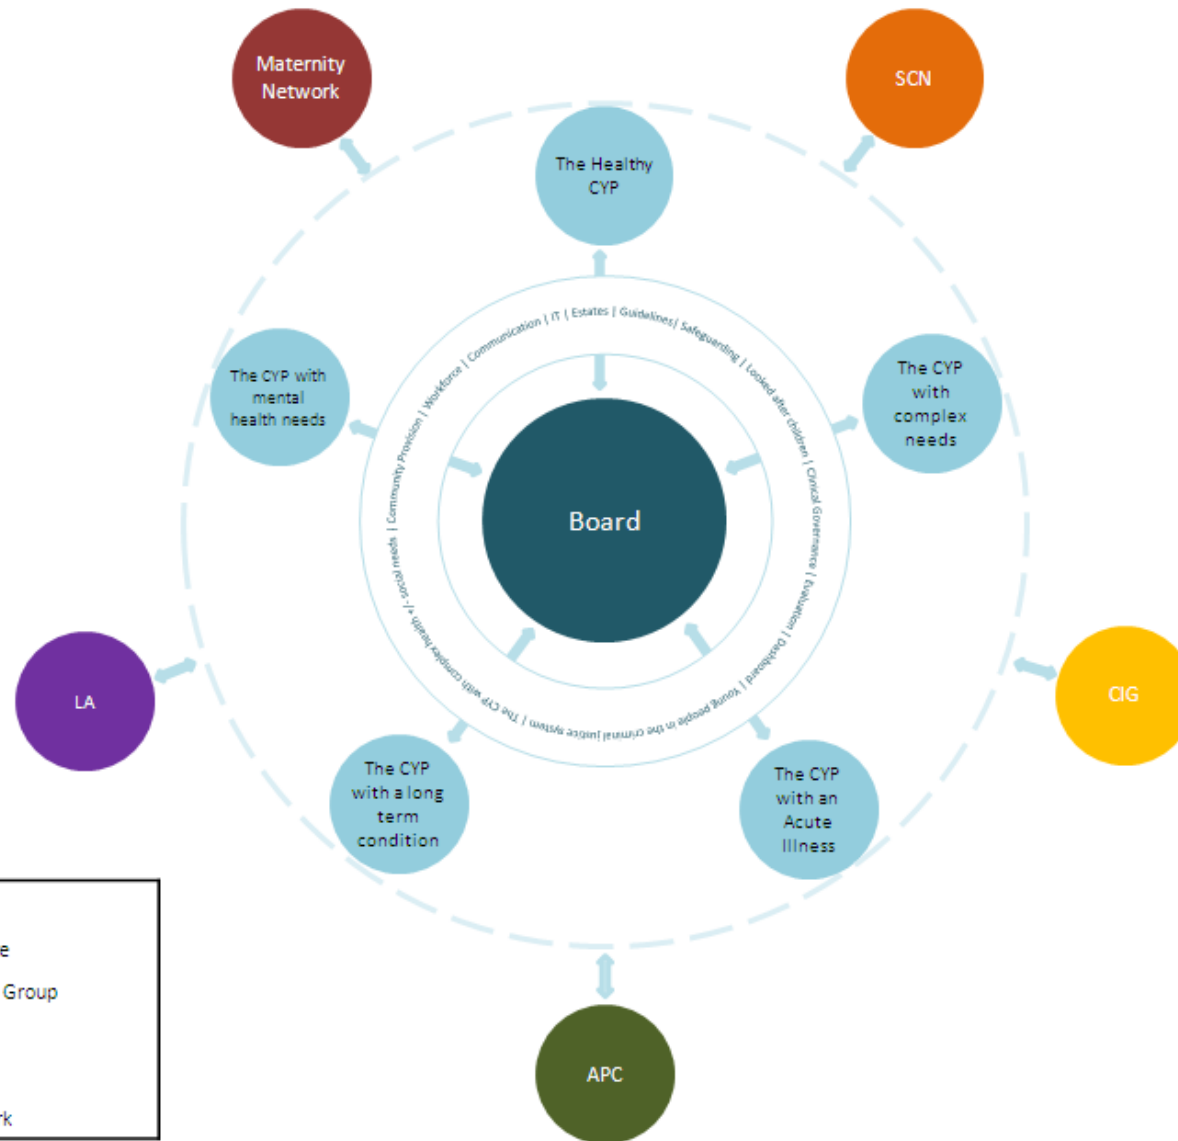 Maternity
Network
SCN
The Healthy
CYP
The CYP with
mental
health needs
The CYP
with
complex
needs
Community Provision | Workforce | Communication | IT | Estates | Guidelines| Safeguarding | Looked after children | Clinical Governance | Evaluation | Dashboard | Young people in the criminal justice system | The CYP with complex health +/- social needs |
Board
LA
CIG
The CYP
with a long
term
condition
The CYP
with an
Acute
Illness
Group
APC